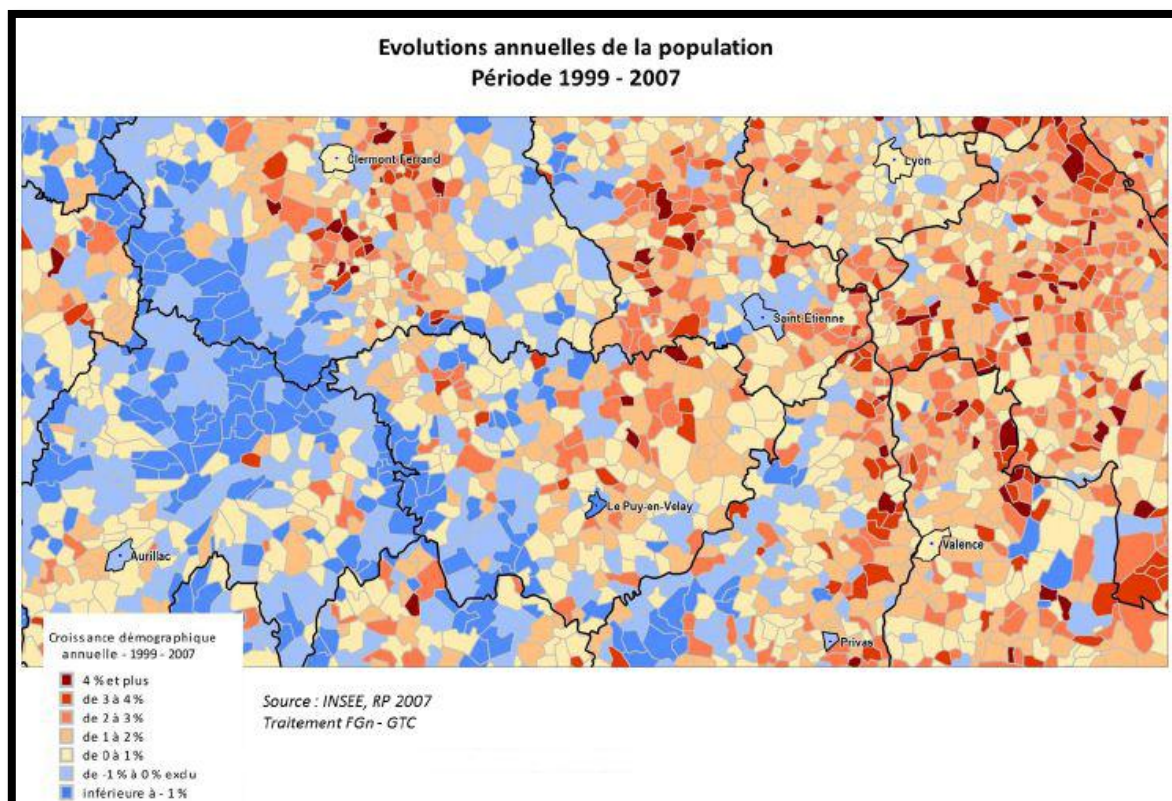 Evolutions annuelles de la population
Période 1999 - 2007
Clermont Ferrand
Lyon
Saint-Etienne
Le Puy-en-Velay
Aurillac
Valence
Privas
Croissance démographique
annuelle - 1999 - 2007
4 % et plus
de 3 à 4%
de 2 à 3%
de 1 à 2%
de 0 à 1%
de -1 % à 0% exclu
inférieure à - 1 %
Source : INSEE, RP 2007
Traitement FGn - GTC